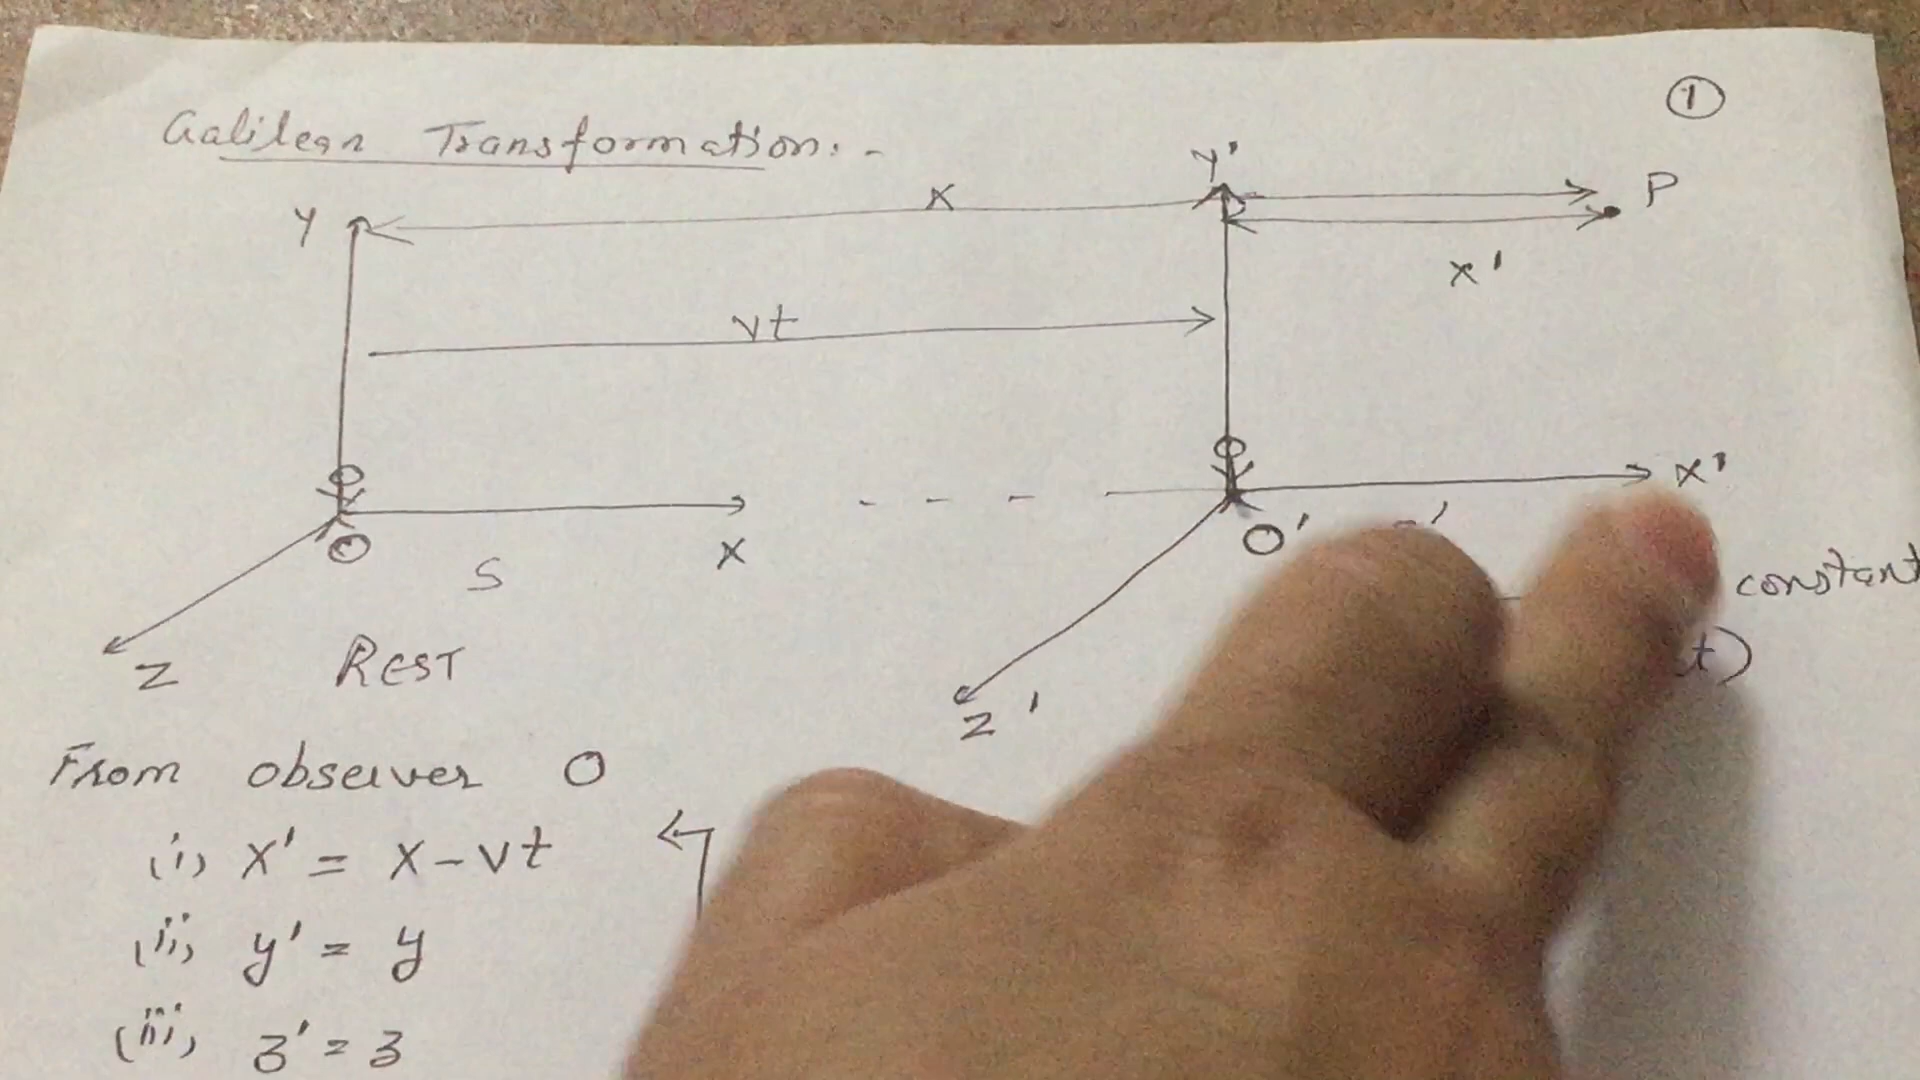 ①
Galilean Transformation:-
Y'
P
X
Y
x'
vt
X'
O'
O
X
S
constant
t)
Z
REST
Z'
From observer O
(i) x' = x - vt
(ii) y' = y
(iii) z' = z